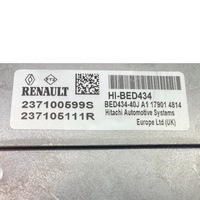 RENAULT
237100599S
237105111R
HI-BED434
BED434-40J A1 17901 4814
Hitachi Automotive Systems
Europe Ltd (UK)